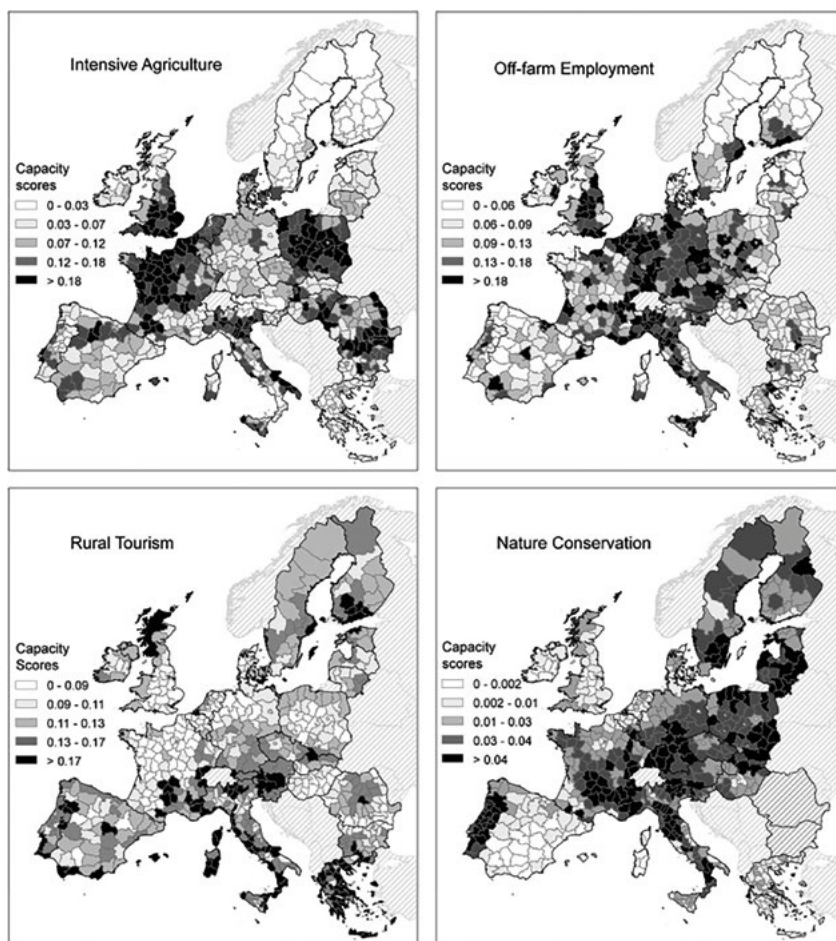 Intensive Agriculture
Capacity
scores
0 - 0.03
0.03 - 0.07
0.07 - 0.12
0.12 - 0.18
> 0.18
Off-farm Employment
Capacity
scores
0 - 0.06
0.06 - 0.09
0.09 - 0.13
0.13 - 0.18
> 0.18
Rural Tourism
Capacity
Scores
0 - 0.09
0.09 - 0.11
0.11 - 0.13
0.13 - 0.17
> 0.17
Nature Conservation
Capacity
scores
0 - 0.002
0.002 - 0.01
0.01 - 0.03
0.03 - 0.04
> 0.04